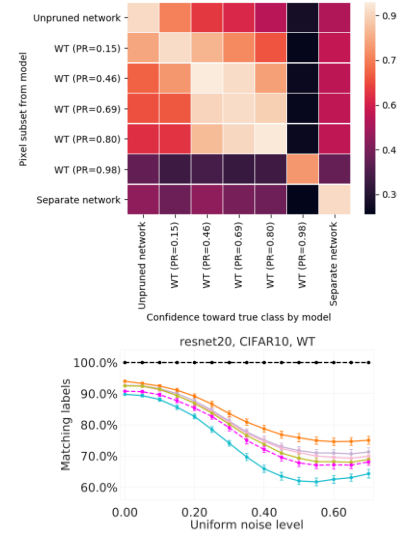 Unpruned network
WT (PR=0.15)
WT (PR=0.46)
WT (PR=0.69)
WT (PR=0.80)
WT (PR=0.98)
Separate network
Pixel subset from model
Unpruned network
WT (PR=0.15)
WT (PR=0.46)
WT (PR=0.69)
WT (PR=0.80)
WT (PR=0.98)
Separate network
Confidence toward true class by model
0.9
0.7
0.6
0.4
0.3
resnet20, CIFAR10, WT
100.0%
90.0%
80.0%
70.0%
60.0%
Matching labels
0.00
0.20
0.40
0.60
Uniform noise level